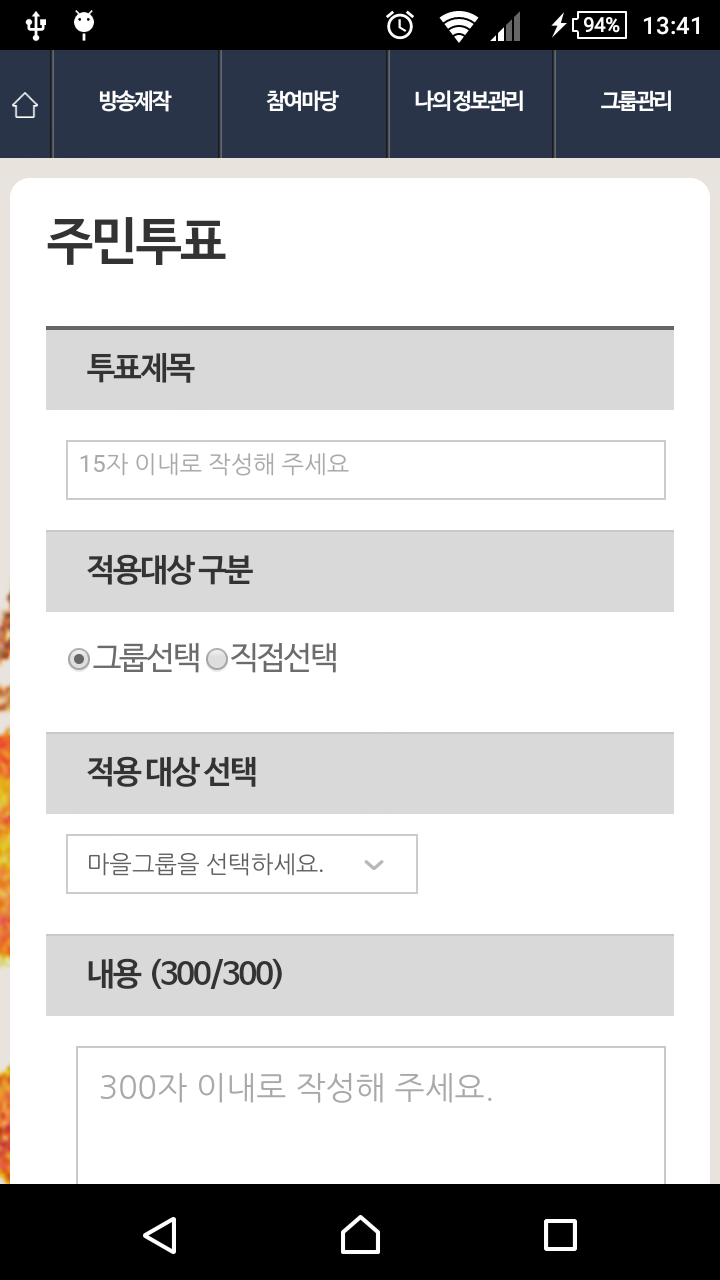 94% 13:41
방송제작 참여마당 나의 정보관리 그룹관리
주민투표
투표제목
15자 이내로 작성해 주세요
적용대상 구분
그룹선택 직접선택
적용 대상 선택
마을그룹을 선택하세요.
내용 (300/300)
300자 이내로 작성해 주세요.